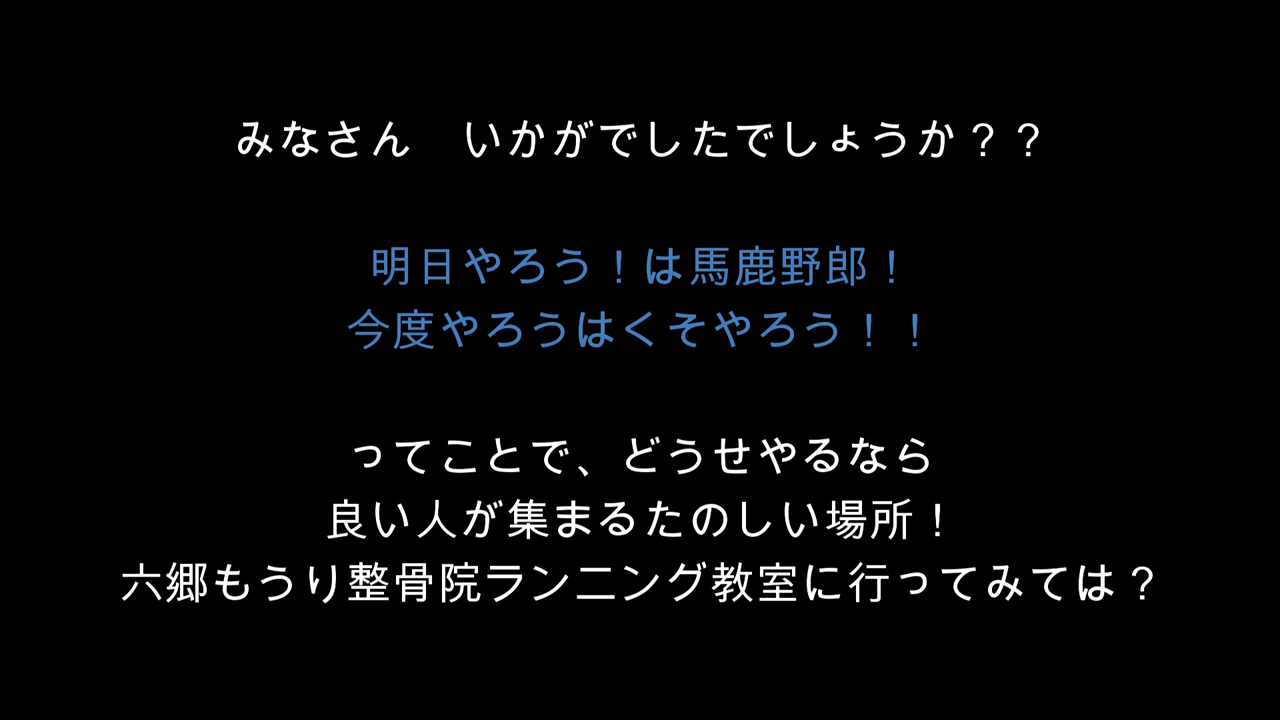 みなさん　いかがでしたでしょうか？？
明日やろう！は馬鹿野郎！
今度やろうはくそやろう！！
ってことで、どうせやるなら
良い人が集まるたのしい場所！
六郷もうり整骨院ランニング教室に行ってみては？